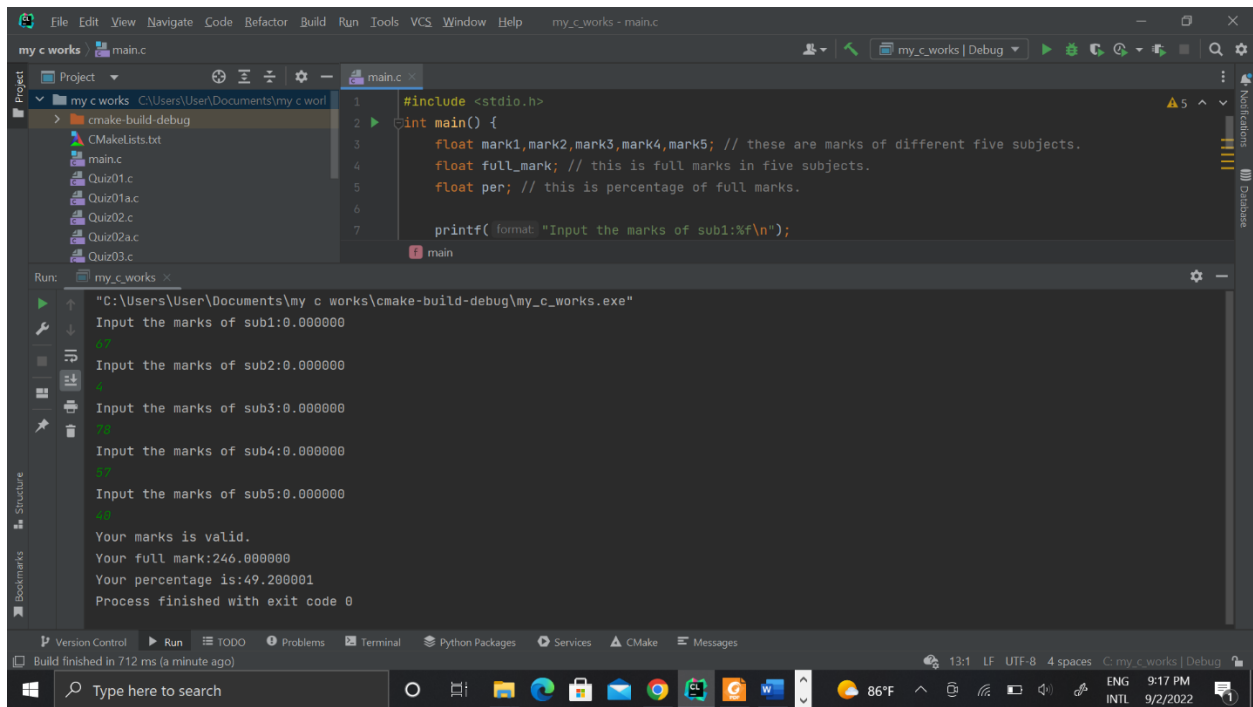 File Edit View Navigate Code Refactor Build Run Tools VCS Window Help my_c_works - main.c
my c works main.c my_c_works | Debug
Project main.c
my c works C:\Users\User\Documents\my c worl
cmake-build-debug
CMakeLists.txt
main.c
Quiz01.c
Quiz01a.c
Quiz02.c
Quiz02a.c
Quiz03.c
1 #include <stdio.h>
2 int main() {
3 float mark1,mark2,mark3,mark4,mark5; // these are marks of different five subjects.
4 float full_mark; // this is full marks in five subjects.
5 float per; // this is percentage of full marks.
6
7 printf( format: "Input the marks of sub1:%f\n");
main
5
Project
Notifications
Database
Run: my_c_works
"C:\Users\User\Documents\my c works\cmake-build-debug\my_c_works.exe"
Input the marks of sub1:0.000000
67
Input the marks of sub2:0.000000
4
Input the marks of sub3:0.000000
78
Input the marks of sub4:0.000000
57
Input the marks of sub5:0.000000
40
Your marks is valid.
Your full mark:246.000000
Your percentage is:49.200001
Process finished with exit code 0
Structure
Bookmarks
Version Control Run TODO Problems Terminal Python Packages Services CMake Messages
Build finished in 712 ms (a minute ago) 13:1 LF UTF-8 4 spaces C: my_c_works | Debug
Type here to search 86°F ENG 9:17 PM
INTL 9/2/2022